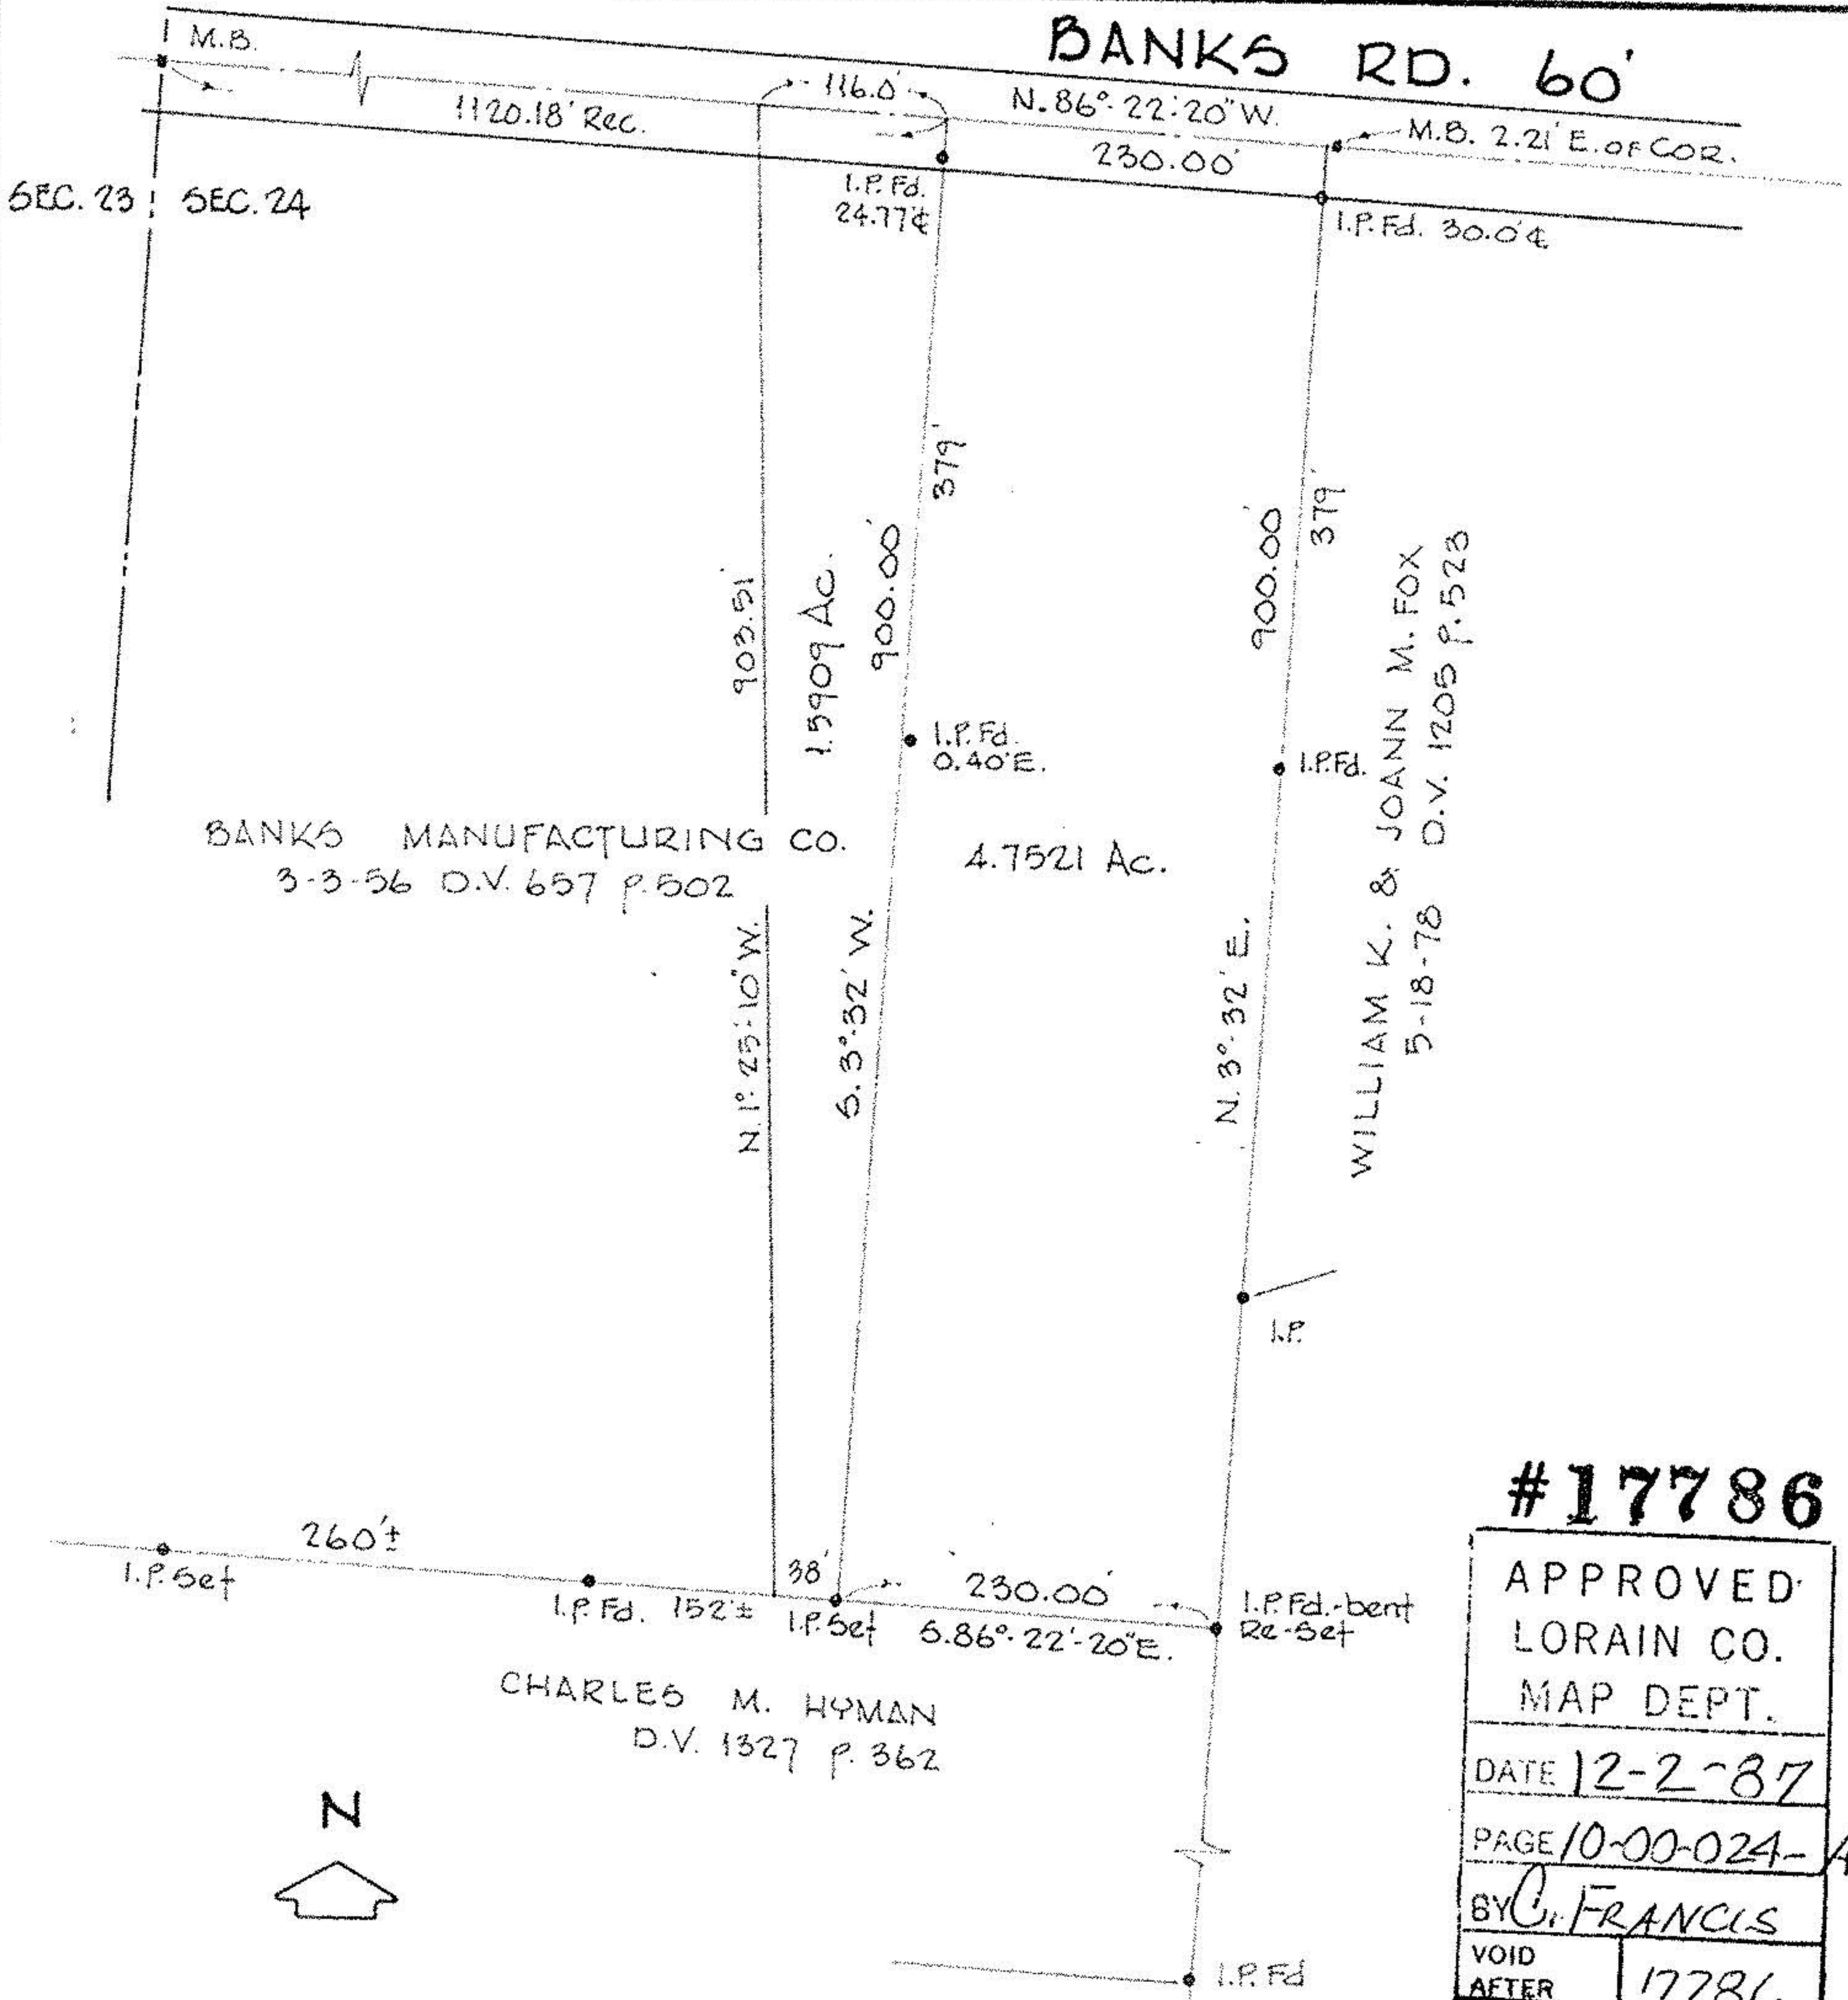 BANKS RD. 60'
M.B.
116.0'
N.86°-22'-20"W.
1120.18' Rec.
M.B. 2.21' E. OF COR.
230.00'
SEC. 23 SEC. 24
I.P. Fd.
24.77' ℄
I.P. Fd. 30.0' ℄
379'
379'
900.00'
900.00'
903.51'
1.5909 Ac.
I.P. Fd.
0.40' E.
I.P. Fd.
WILLIAM K. & JOANN M. FOX
5-18-78 D.V. 1205 P. 523
BANKS MANUFACTURING CO.
3-3-56 D.V. 657 P. 502
4.7521 Ac.
N. 1°-25'-10" W.
S. 3°-32' W.
N. 3°-32' E.
I.P.
260'±
I.P. Set
I.P. Fd.
152'±
38'
I.P. Set
230.00'
S.86°-22'-20"E.
I.P. Fd.-bent
Re-Set
CHARLES M. HYMAN
D.V. 1327 P. 362
N
I.P. Fd
#17786
APPROVED
LORAIN CO.
MAP DEPT.
DATE 12-2-87
PAGE 10-00-024-A
BY C. FRANCIS
VOID
AFTER
17786